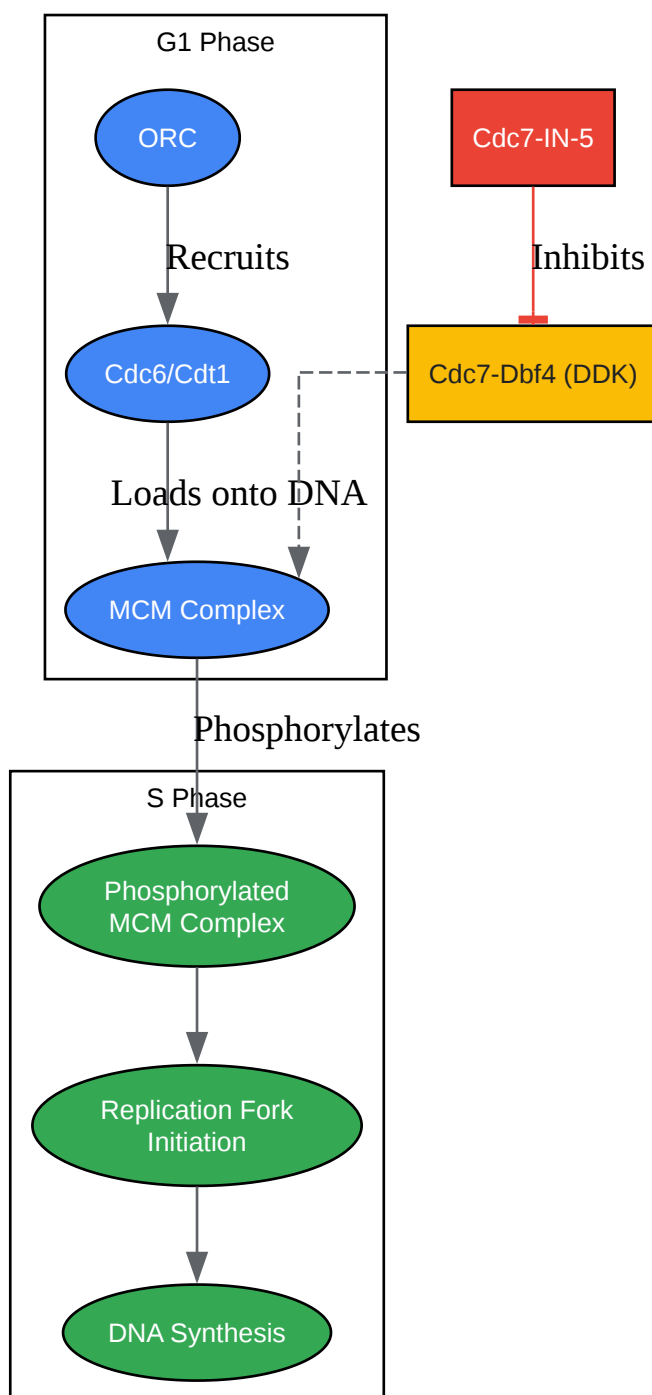 G1 Phase
ORC
Cdc7-IN-5
Recruits
Inhibits
Cdc6/Cdt1
Cdc7-Dbf4 (DDK)
Loads onto DNA
MCM Complex
Phosphorylates
S Phase
Phosphorylated
MCM Complex
Replication Fork
Initiation
DNA Synthesis